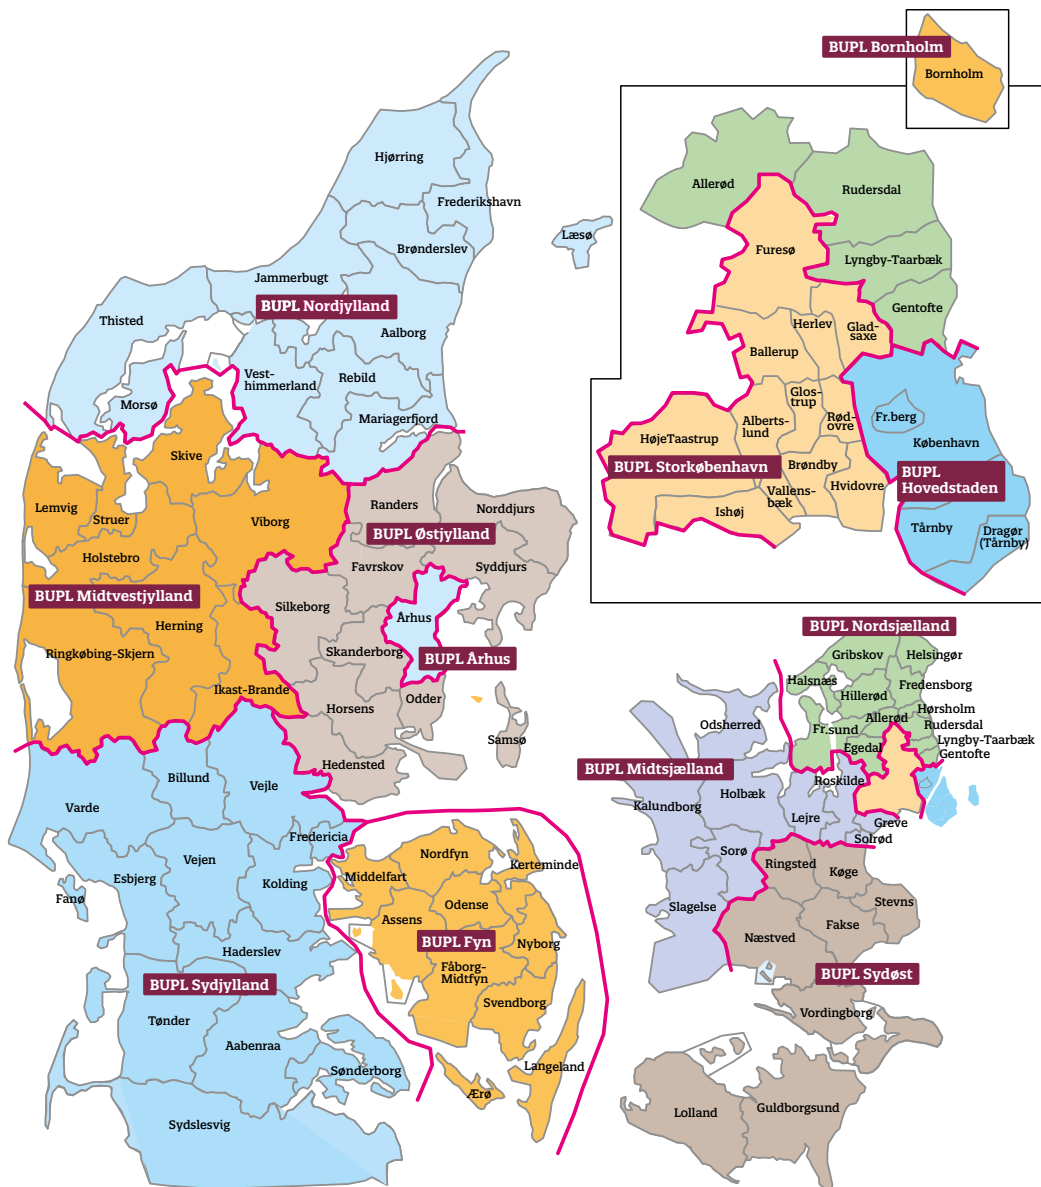 BUPL Bornholm
Bornholm
Hjørring
Frederikshavn
Brønderslev
Læsø
Jammerbugt
BUPL Nordjylland
Thisted
Aalborg
Vest-
himmerland
Rebild
Morsø
Mariagerfjord
Allerød
Rudersdal
Furesø
Lyngby-Taarbæk
Gentofte
Herlev
Glad-
saxe
Ballerup
Glos-
trup
Alberts-
lund
Rød-
ovre
Fr.berg
København
HøjeTaastrup
BUPL Storkøbenhavn
Brøndby
Hvidovre
Vallens-
bæk
Ishøj
BUPL
Hovedstaden
Tårnby
Dragør
(Tårnby)
Skive
Lemvig
Struer
Viborg
Holstebro
BUPL Midtvestjylland
Herning
Ringkøbing-Skjern
Ikast-Brande
Randers
Norddjurs
BUPL Østjylland
Favrskov
Syddjurs
Silkeborg
Århus
Skanderborg
BUPL Århus
Odder
Horsens
Samsø
Hedensted
BUPL Nordsjælland
Gribskov
Helsingør
Halsnæs
Hillerød
Fredensborg
Hørsholm
Allerød
Rudersdal
Fr.sund
Lyngby-Taarbæk
Egedal
Gentofte
Odsherred
BUPL Midtsjælland
Roskilde
Holbæk
Kalundborg
Lejre
Greve
Solrød
Sorø
Ringsted
Køge
Slagelse
Stevns
Fakse
Næstved
BUPL Sydøst
Vordingborg
Lolland
Guldborgsund
Billund
Vejle
Varde
Fredericia
Vejen
Esbjerg
Kolding
Fanø
Haderslev
BUPL Sydjylland
Tønder
Aabenraa
Sønderborg
Sydslesvig
Nordfyn
Kerteminde
Middelfart
Odense
Assens
BUPL Fyn
Nyborg
Fåborg-
Midtfyn
Svendborg
Langeland
Ærø